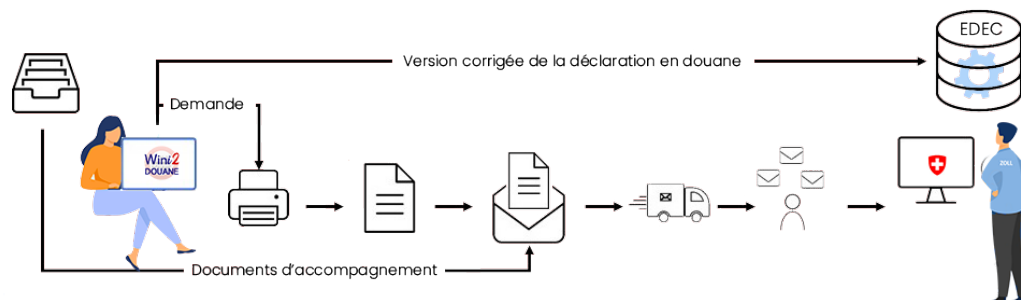 EDEC
Version corrigée de la déclaration en douane
Demande
Wini2
DOUANE
ZOLL
Documents d’accompagnement